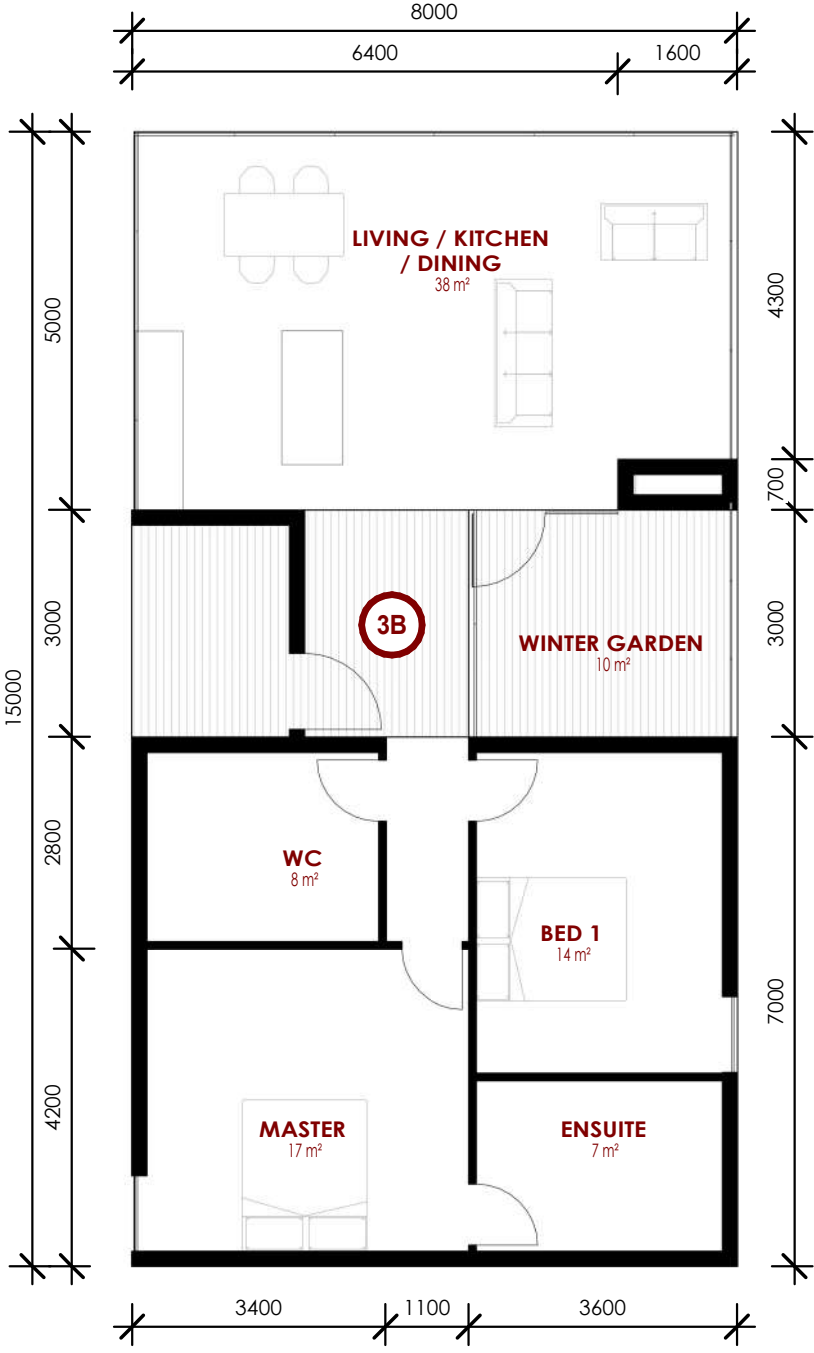 8000
6400
1600
LIVING / KITCHEN
/ DINING
38 m²
5000
4300
700
3B
WINTER GARDEN
10 m²
3000
3000
15000
WC
8 m²
2800
BED 1
14 m²
7000
MASTER
17 m²
ENSUITE
7 m²
4200
3400
1100
3600